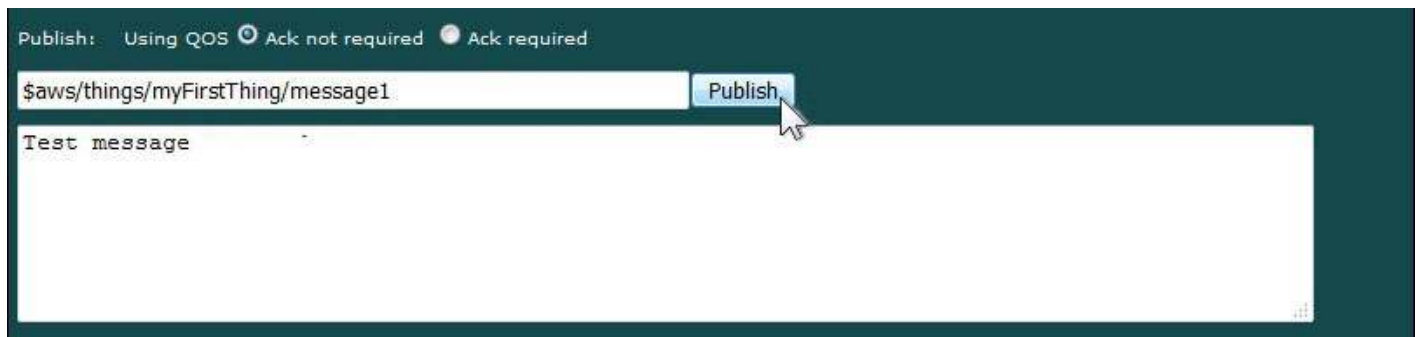 Publish: Using QOS Ack not required Ack required
$aws/things/myFirstThing/message1 Publish
Test message